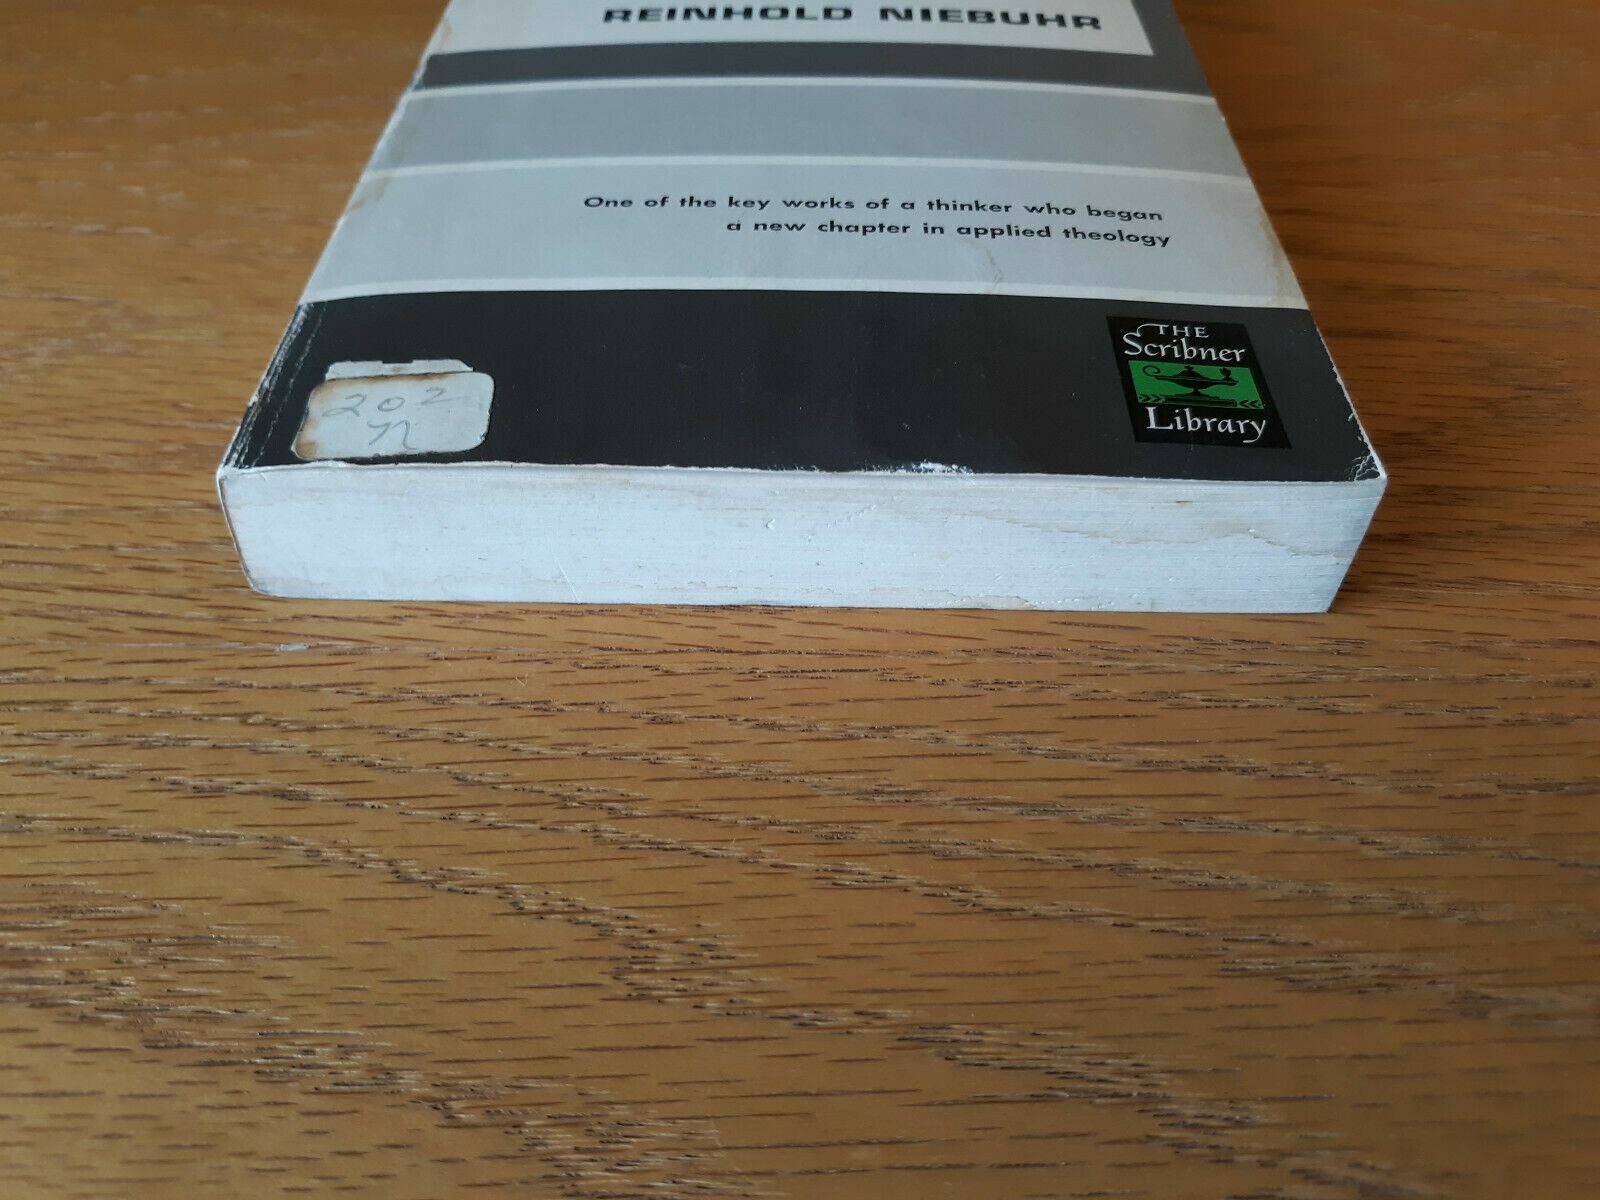 REINHOLD NIEBUHR
One of the key works of a thinker who began
a new chapter in applied theology
THE
Scribner
Library
202